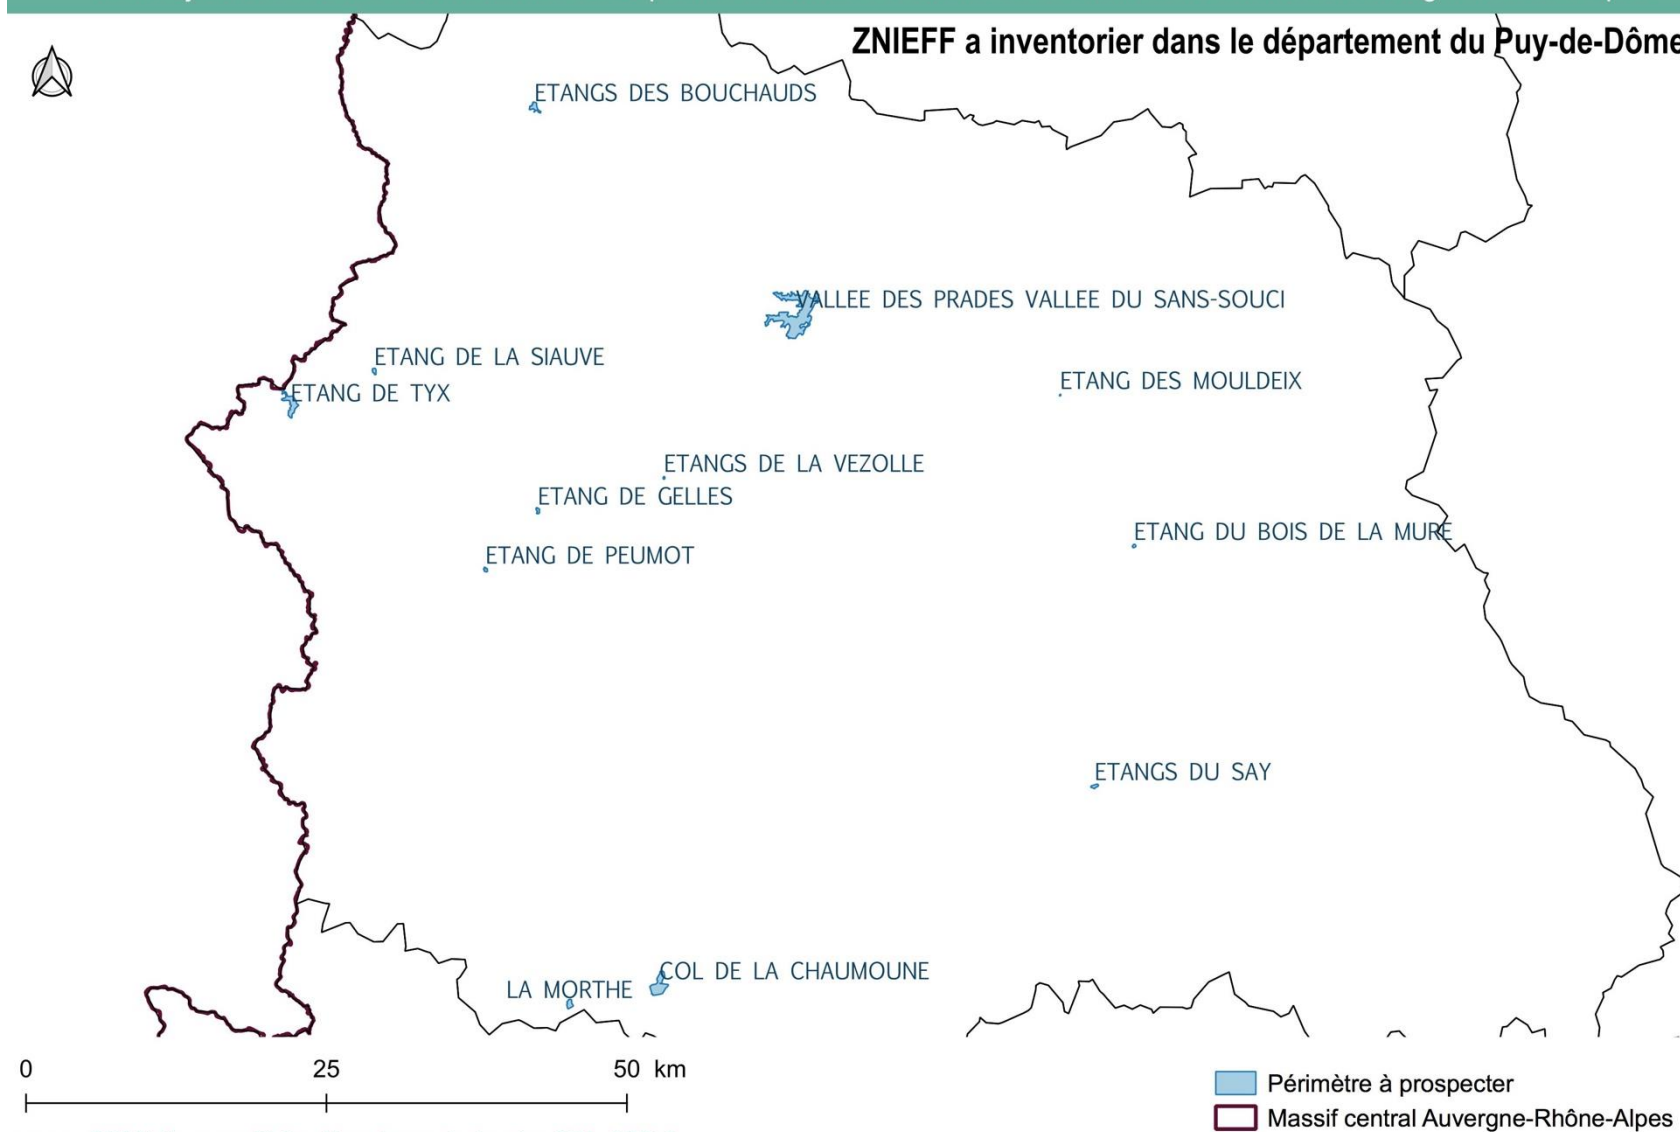 ZNIEFF a inventorier dans le département du Puy-de-Dôme
ETANGS DES BOUCHAUDS
VALLEE DES PRADES VALLEE DU SANS-SOUCI
ETANG DE LA SIAUVE
ETANG DES MOULDEIX
ETANG DE TYX
ETANGS DE LA VEZOLLE
ETANG DE GELLES
ETANG DU BOIS DE LA MURE
ETANG DE PEUMOT
ETANGS DU SAY
COL DE LA CHAUMOUNE
LA MORTHE
0 25 50 km
Périmètre à prospecter
Massif central Auvergne-Rhône-Alpes